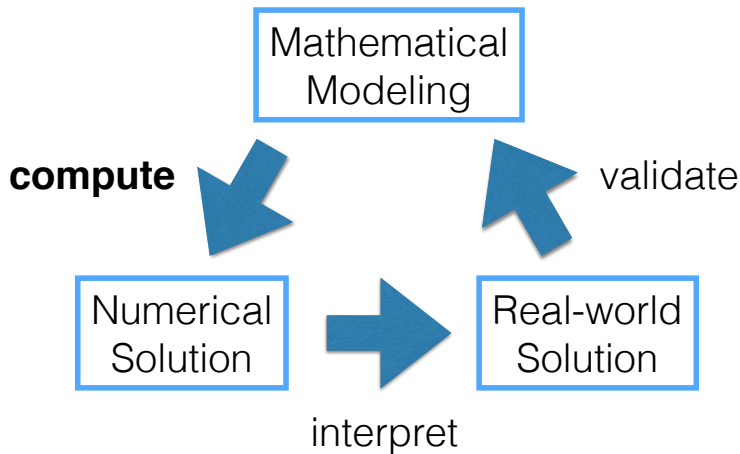 Mathematical
Modeling
compute
validate
Numerical
Solution
Real-world
Solution
interpret